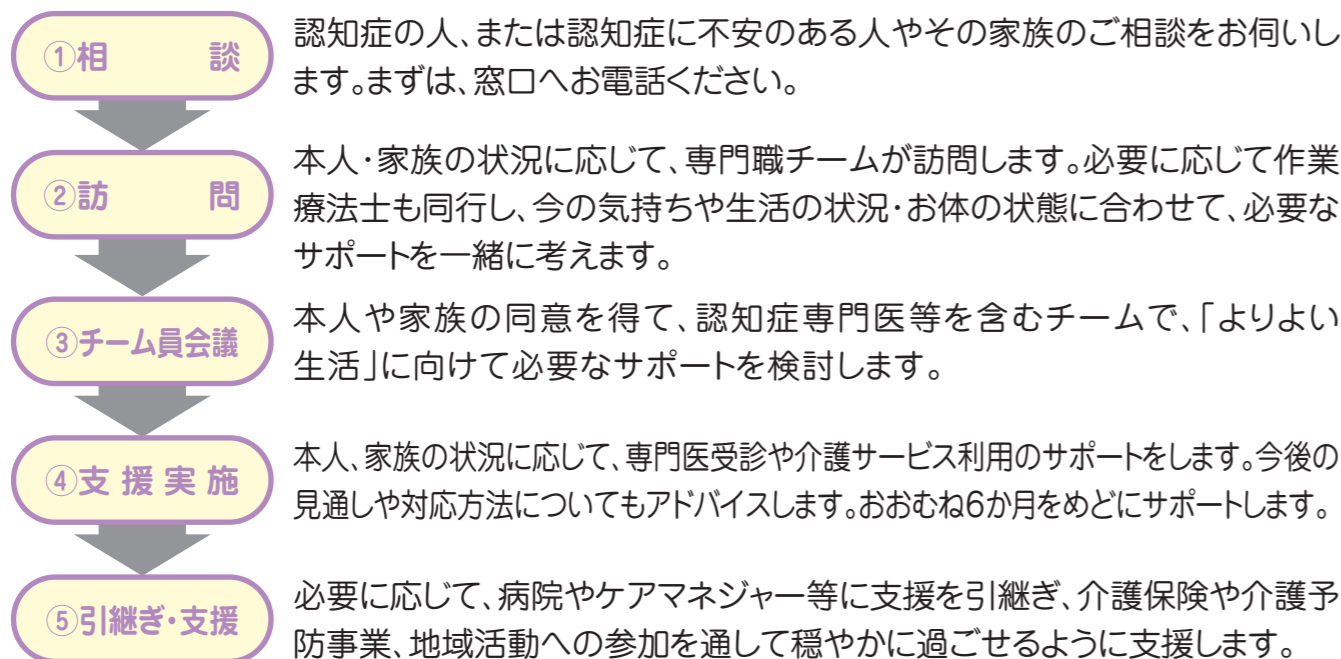 ①相　　談
認知症の人、または認知症に不安のある人やその家族のご相談をお伺いし
ます。まずは、窓口へお電話ください。
②訪　　問
本人・家族の状況に応じて、専門職チームが訪問します。必要に応じて作業
療法士も同行し、今の気持ちや生活の状況・お体の状態に合わせて、必要な
サポートを一緒に考えます。
③チーム員会議
本人や家族の同意を得て、認知症専門医等を含むチームで、「よりよい
生活」に向けて必要なサポートを検討します。
④支援実施
本人、家族の状況に応じて、専門医受診や介護サービス利用のサポートをします。今後の
見通しや対応方法についてもアドバイスします。おおむね6か月をめどにサポートします。
⑤引継ぎ・支援
必要に応じて、病院やケアマネジャー等に支援を引継ぎ、介護保険や介護予
防事業、地域活動への参加を通して穏やかに過ごせるように支援します。